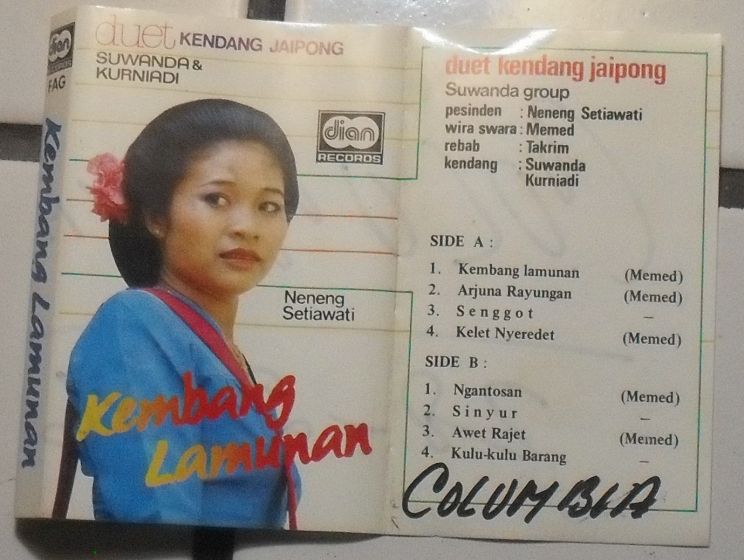 dian
RECORDS
FAG
Kembang Lamunan
duet KENDANG JAIPONG
SUWANDA &
KURNIADI
dian
RECORDS
Neneng
Setiawati
Kembang
Lamunan
duet kendang jaipong
Suwanda group
pesinden : Neneng Setiawati
wira swara : Memed
rebab : Takrim
kendang : Suwanda
Kurniadi
SIDE A :
1. Kembang lamunan (Memed)
2. Arjuna Rayungan (Memed)
3. Senggot –
4. Kelet Nyeredet (Memed)
SIDE B :
1. Ngantosan (Memed)
2. Sinyur –
3. Awet Rajet (Memed)
4. Kulu-kulu Barang –
COLUMBIA